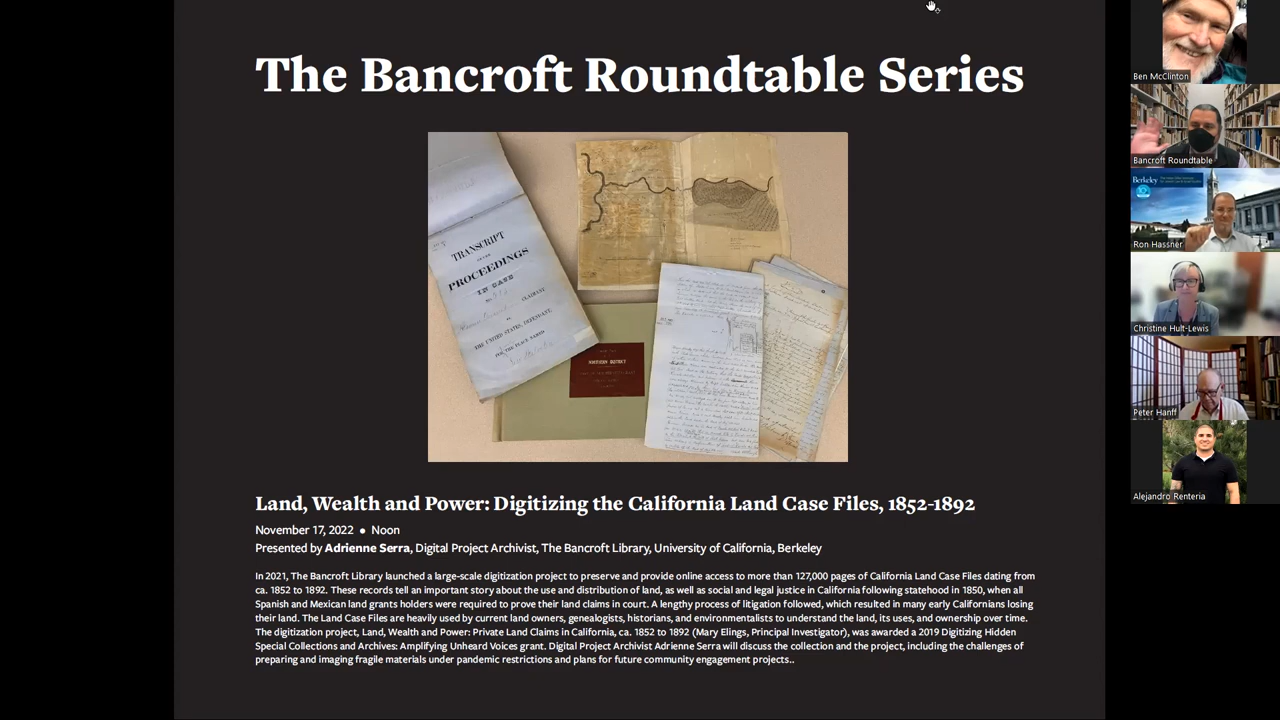 The Bancroft Roundtable Series
TRANSCRIPT
OF THE
PROCEEDINGS
IN CASE
CLAIMANT
THE UNITED STATES, DEFENDANT
FOR THE PLACE NAMED
Land, Wealth and Power: Digitizing the California Land Case Files, 1852-1892
November 17, 2022 • Noon
Presented by Adrienne Serra, Digital Project Archivist, The Bancroft Library, University of California, Berkeley
In 2021, The Bancroft Library launched a large-scale digitization project to preserve and provide online access to more than 127,000 pages of California Land Case Files dating from
ca. 1852 to 1892. These records tell an important story about the use and distribution of land, as well as social and legal justice in California following statehood in 1850, when all
Spanish and Mexican land grants holders were required to prove their land claims in court. A lengthy process of litigation followed, which resulted in many early Californians losing
their land. The Land Case Files are heavily used by current land owners, genealogists, historians, and environmentalists to understand the land, its uses, and ownership over time.
The digitization project, Land, Wealth and Power: Private Land Claims in California, ca. 1852 to 1892 (Mary Elings, Principal Investigator), was awarded a 2019 Digitizing Hidden
Special Collections and Archives: Amplifying Unheard Voices grant. Digital Project Archivist Adrienne Serra will discuss the collection and the project, including the challenges of
preparing and imaging fragile materials under pandemic restrictions and plans for future community engagement projects..
Ben McClinton
Bancroft Roundtable
Berkeley
Ron Hassner
Christine Hult-Lewis
Peter Hanff
Alejandro Renteria